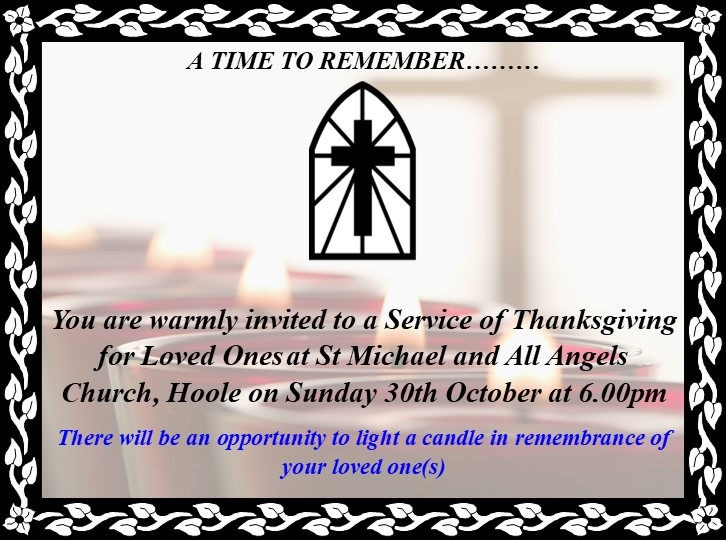 A TIME TO REMEMBER………
You are warmly invited to a Service of Thanksgiving
for Loved Ones at St Michael and All Angels
Church, Hoole on Sunday 30th October at 6.00pm
There will be an opportunity to light a candle in remembrance of
your loved one(s)